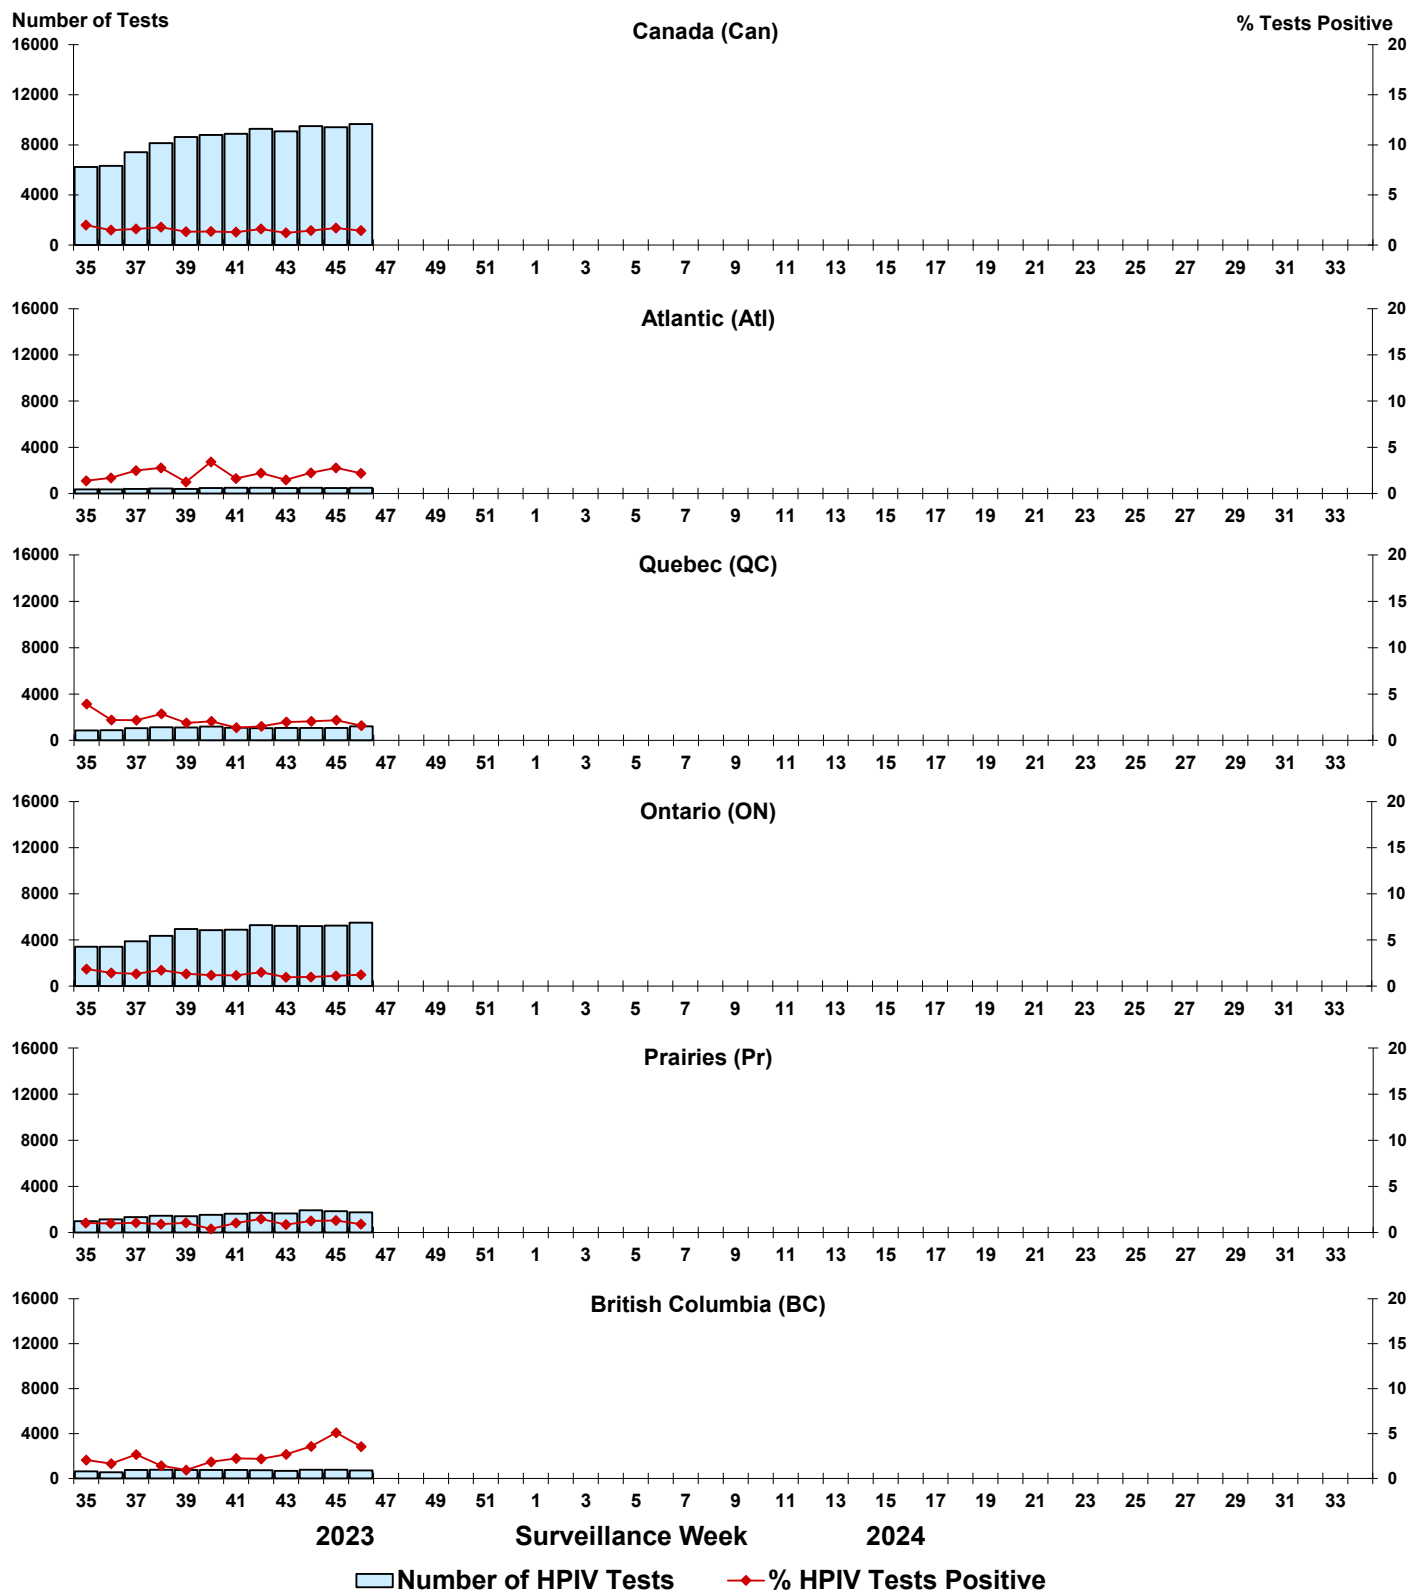 Number of Tests
Canada (Can)
% Tests Positive
16000 20
12000 15
8000 10
4000 5
0 0
35 37 39 41 43 45 47 49 51 1 3 5 7 9 11 13 15 17 19 21 23 25 27 29 31 33
Atlantic (Atl)
16000 20
12000 15
8000 10
4000 5
0 0
35 37 39 41 43 45 47 49 51 1 3 5 7 9 11 13 15 17 19 21 23 25 27 29 31 33
Quebec (QC)
16000 20
12000 15
8000 10
4000 5
0 0
35 37 39 41 43 45 47 49 51 1 3 5 7 9 11 13 15 17 19 21 23 25 27 29 31 33
Ontario (ON)
16000 20
12000 15
8000 10
4000 5
0 0
35 37 39 41 43 45 47 49 51 1 3 5 7 9 11 13 15 17 19 21 23 25 27 29 31 33
Prairies (Pr)
16000 20
12000 15
8000 10
4000 5
0 0
35 37 39 41 43 45 47 49 51 1 3 5 7 9 11 13 15 17 19 21 23 25 27 29 31 33
British Columbia (BC)
16000 20
12000 15
8000 10
4000 5
0 0
35 37 39 41 43 45 47 49 51 1 3 5 7 9 11 13 15 17 19 21 23 25 27 29 31 33
2023 Surveillance Week 2024
Number of HPIV Tests % HPIV Tests Positive